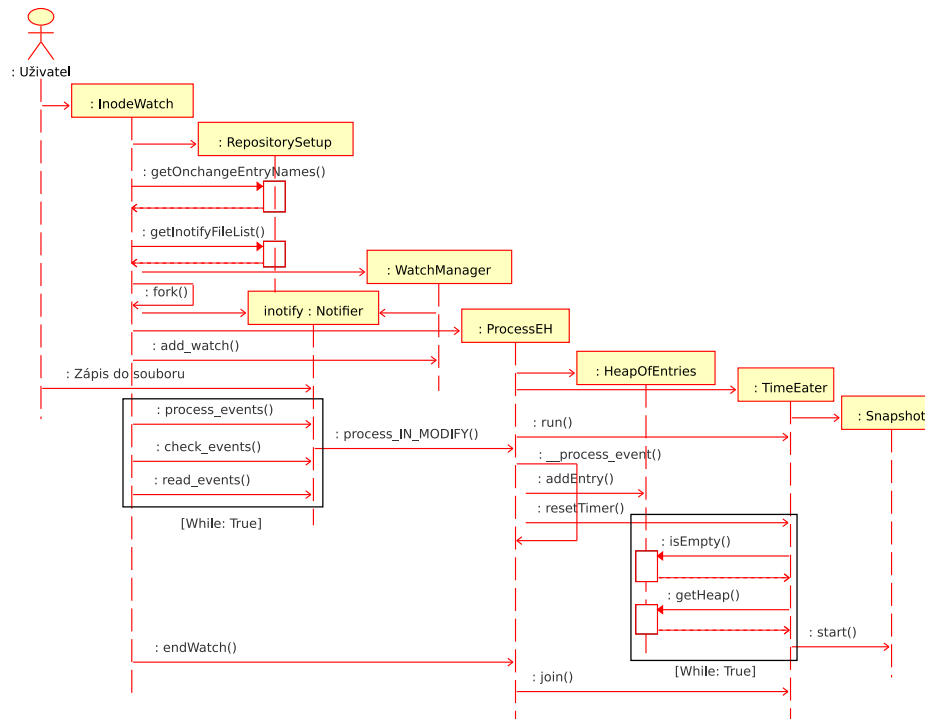 : Uživatel
: InodeWatch
: RepositorySetup
: getOnchangeEntryNames()
: getInotifyFileList()
: WatchManager
: fork()
inotify : Notifier
: ProcessEH
: add_watch()
: HeapOfEntries
: Zápis do souboru
: TimeEater
: process_events()
: Snapshot
: run()
: process_IN_MODIFY()
: check_events()
: __process_event()
: read_events()
: addEntry()
: resetTimer()
[While: True]
: isEmpty()
: getHeap()
: start()
: endWatch()
[While: True]
: join()